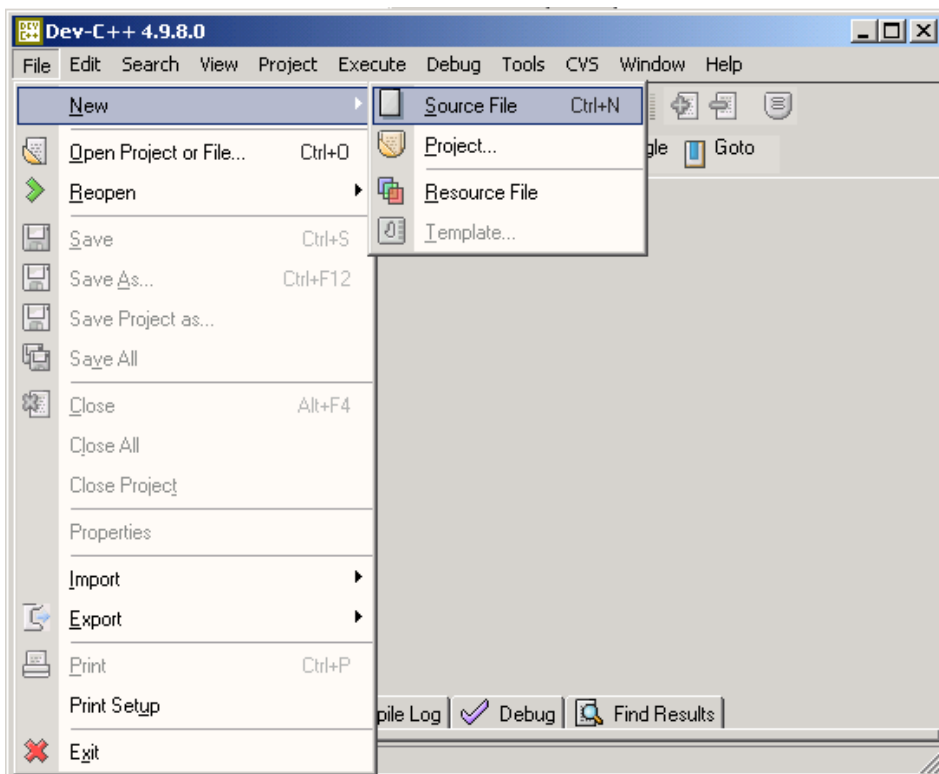 Dev-C++ 4.9.8.0
File Edit Search View Project Execute Debug Tools CVS Window Help
New
Source File Ctrl+N
Project...
Goto
Resource File
Template...
Open Project or File... Ctrl+O
Reopen
Save Ctrl+S
Save As... Ctrl+F12
Save Project as...
Save All
Close Alt+F4
Close All
Close Project
Properties
Import
Export
Print Ctrl+P
Print Setup
Log Debug Find Results
Exit